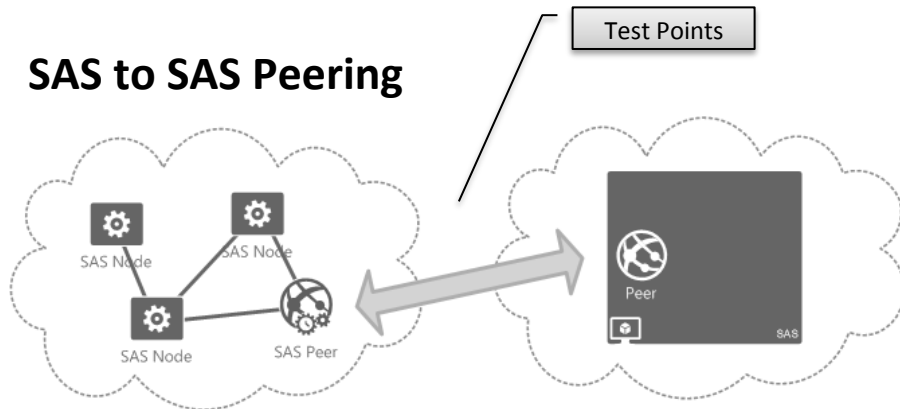 Test Points
SAS to SAS Peering
SAS Node
SAS Node
SAS Node
SAS Peer
Peer
SAS